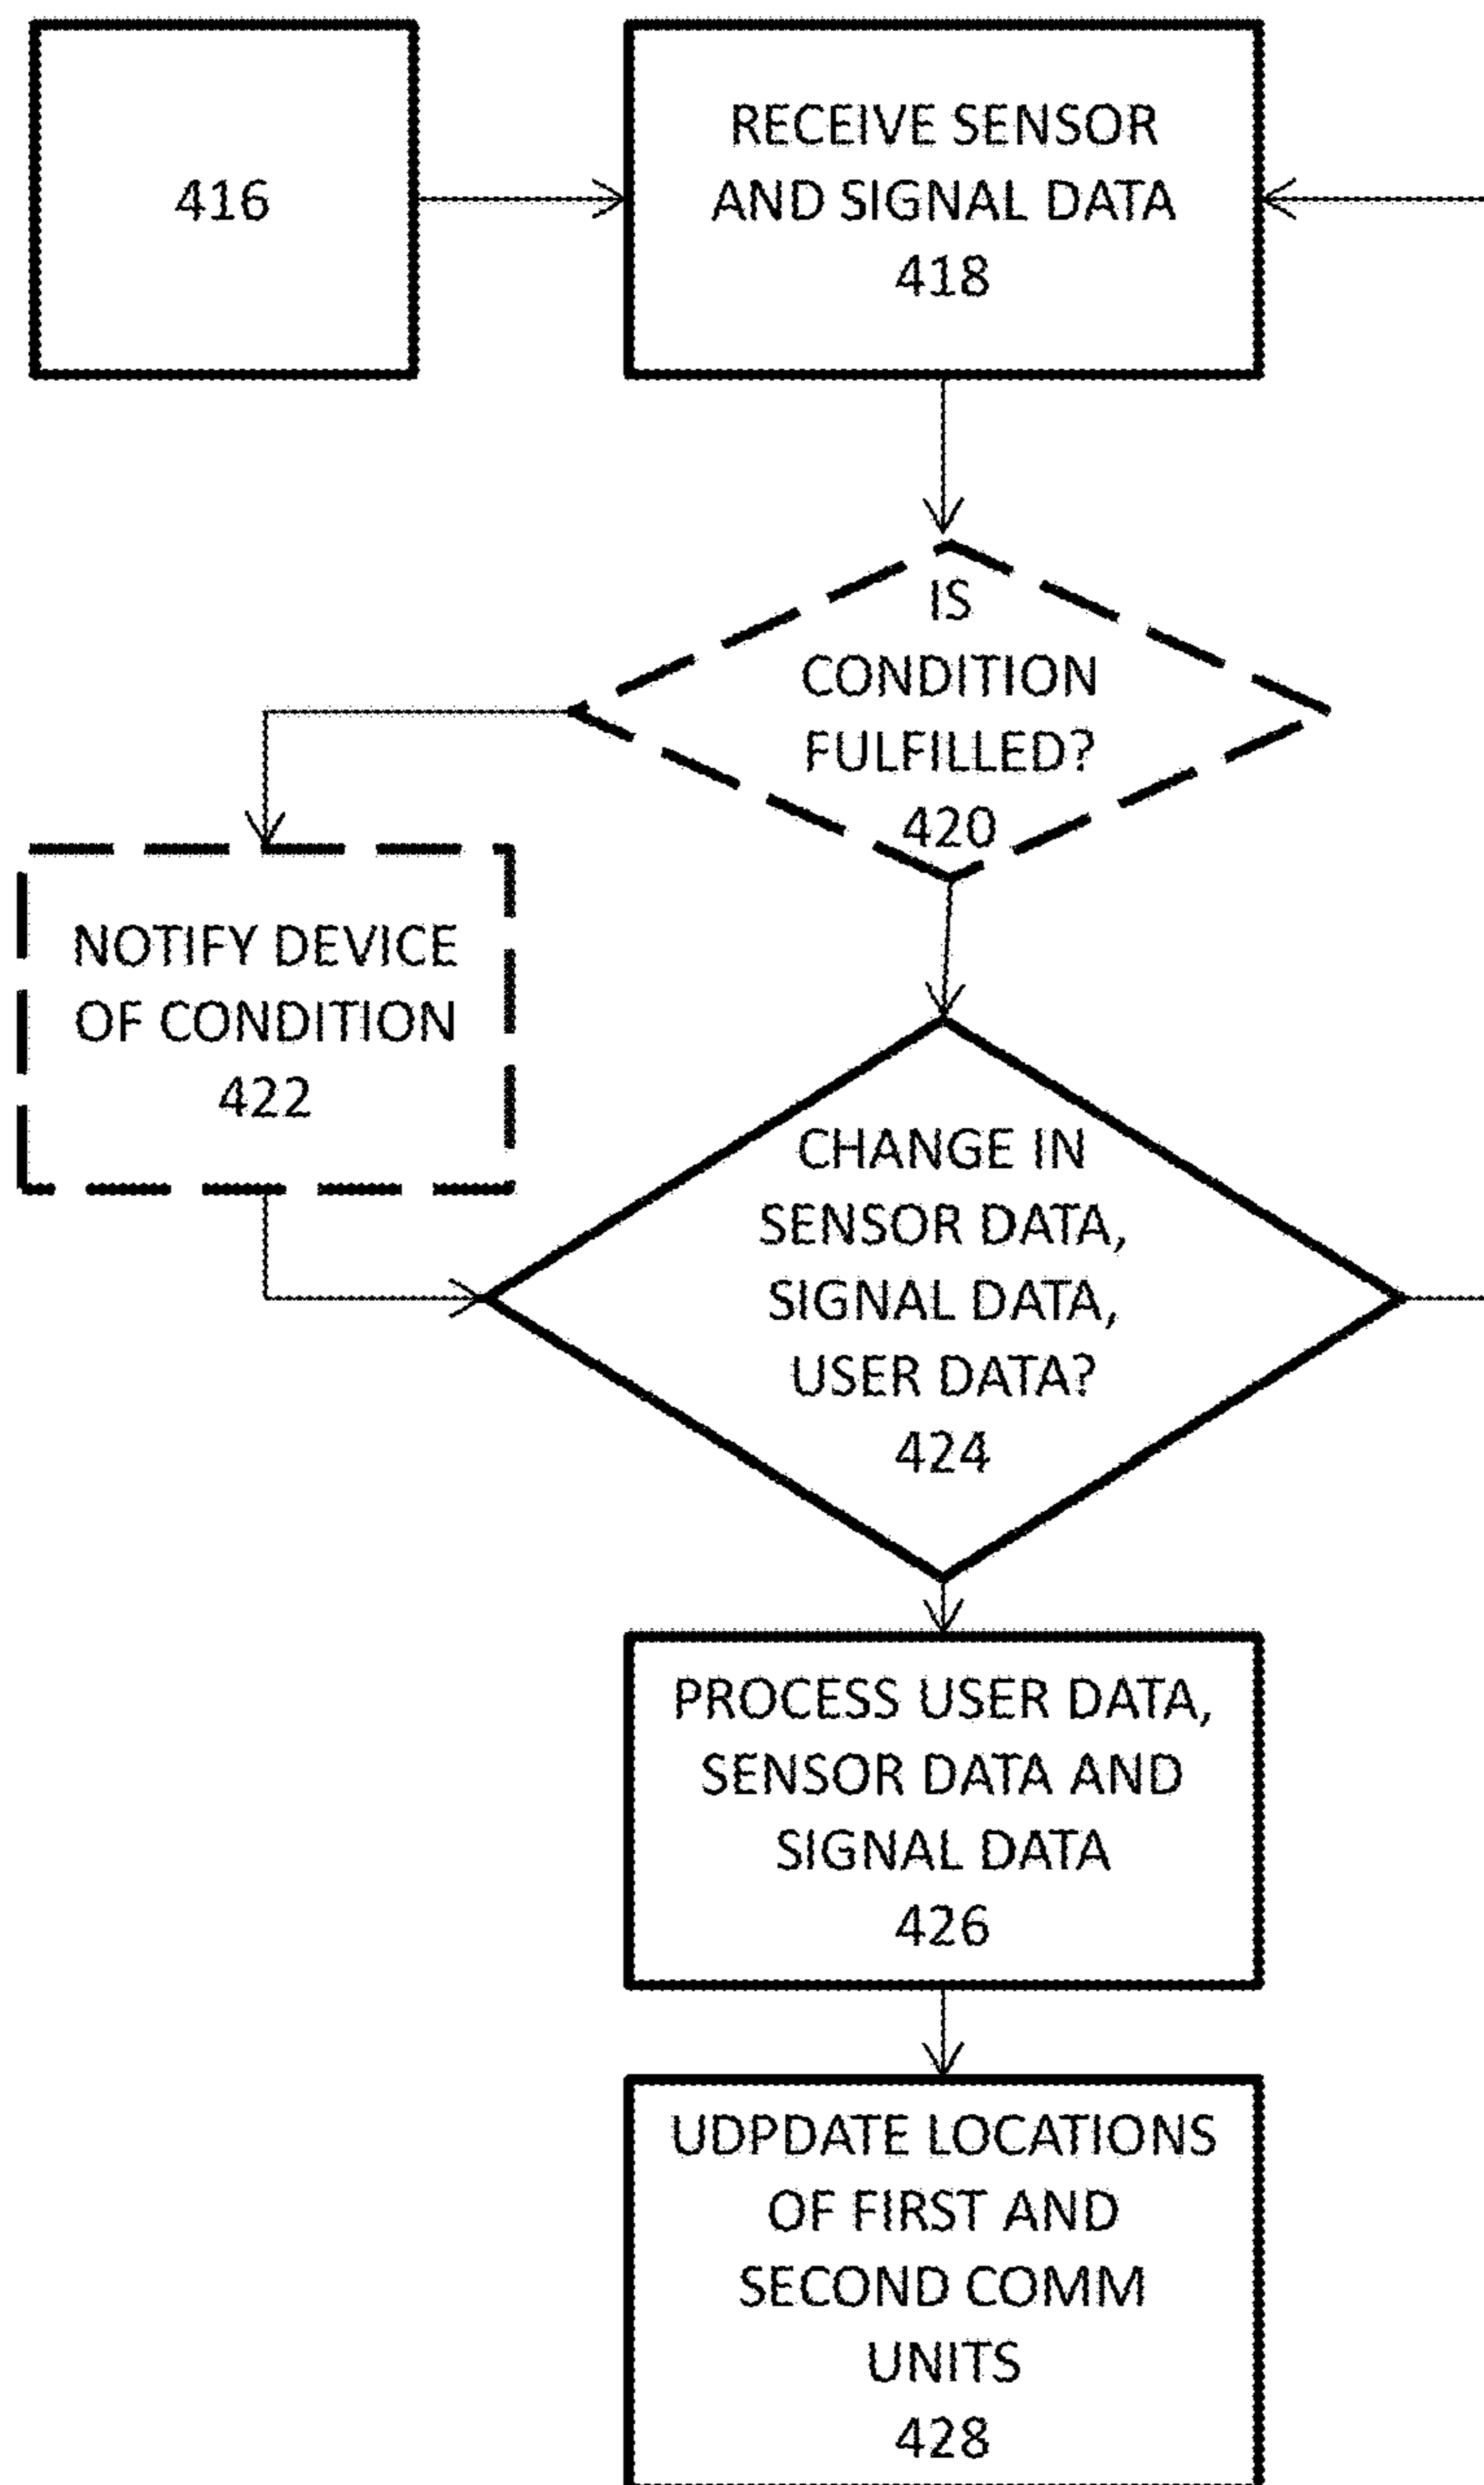 416
RECEIVE SENSOR
AND SIGNAL DATA
418
IS
CONDITION
FULFILLED?
420
NOTIFY DEVICE
OF CONDITION
422
CHANGE IN
SENSOR DATA,
SIGNAL DATA,
USER DATA?
424
PROCESS USER DATA,
SENSOR DATA AND
SIGNAL DATA
426
UDPDATE LOCATIONS
OF FIRST AND
SECOND COMM
UNITS
428